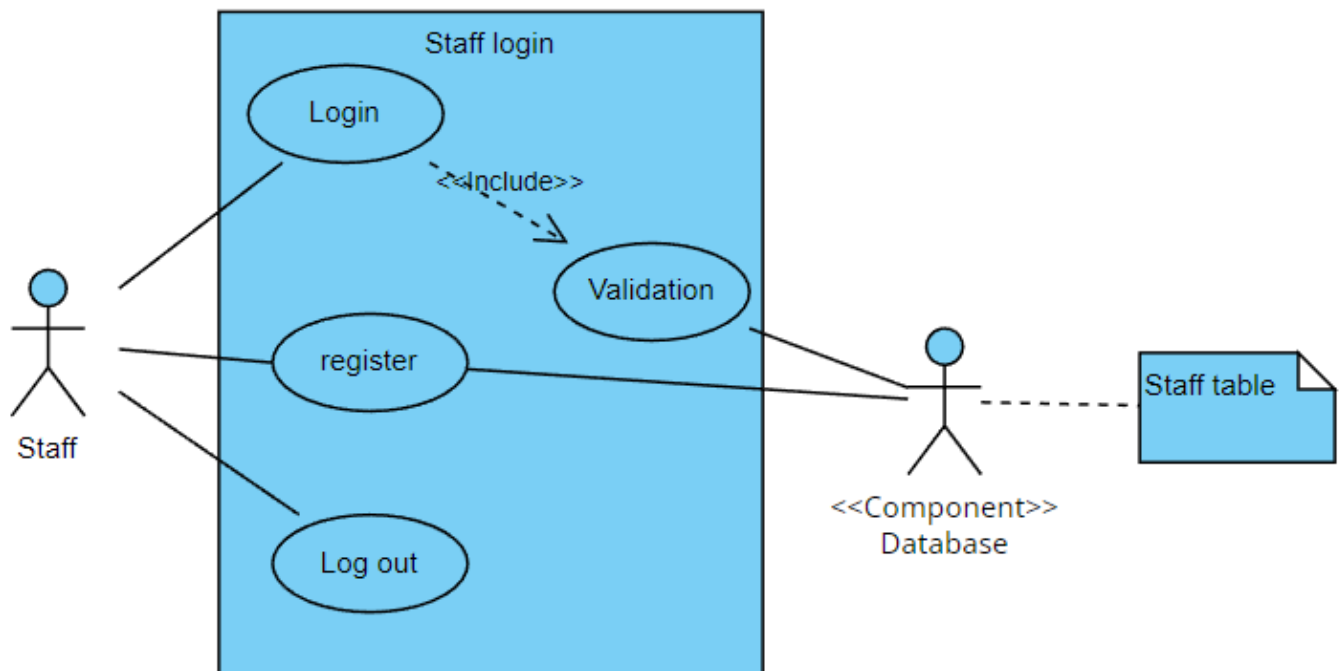 Staff login
Login
<<Include>>
Validation
register
Staff table
Staff
Log out
<<Component>>
Database